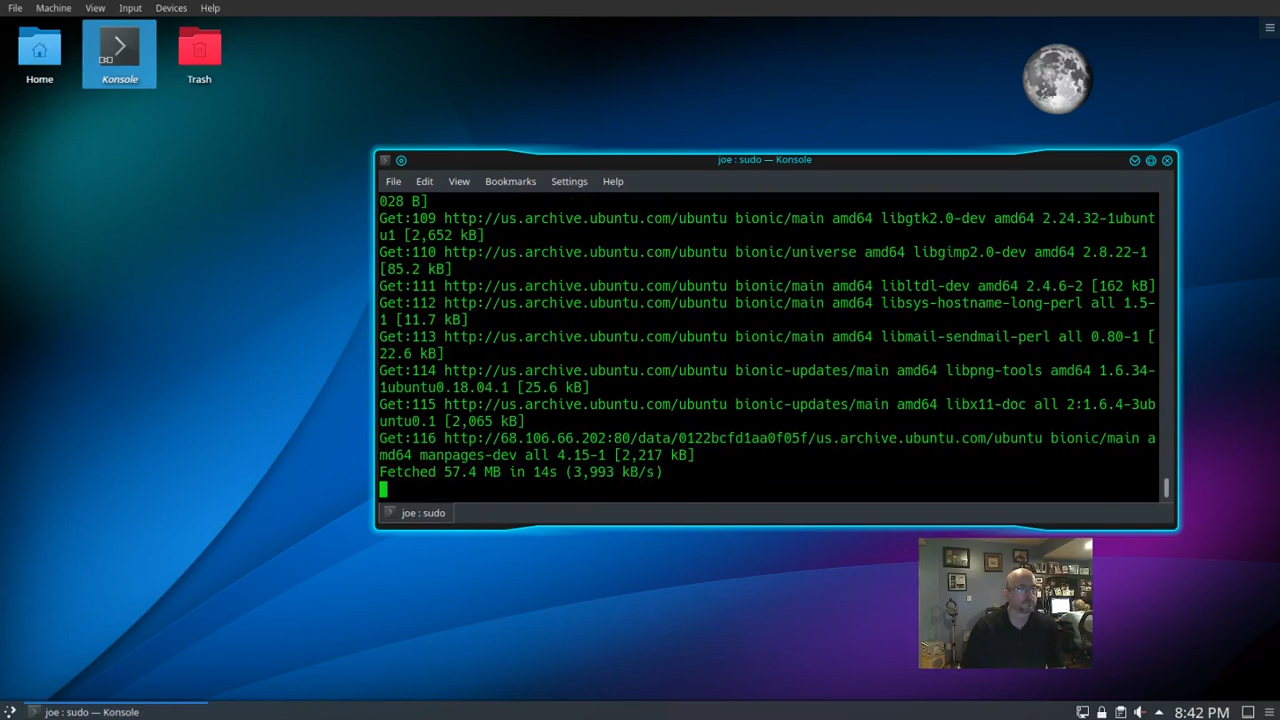 File Machine View Input Devices Help
Home
Konsole
Trash
joe : sudo — Konsole
File Edit View Bookmarks Settings Help
028 B]
Get:109 http://us.archive.ubuntu.com/ubuntu bionic/main amd64 libgtk2.0-dev amd64 2.24.32-1ubunt
u1 [2,652 kB]
Get:110 http://us.archive.ubuntu.com/ubuntu bionic/universe amd64 libgimp2.0-dev amd64 2.8.22-1
[85.2 kB]
Get:111 http://us.archive.ubuntu.com/ubuntu bionic/main amd64 libltdl-dev amd64 2.4.6-2 [162 kB]
Get:112 http://us.archive.ubuntu.com/ubuntu bionic/main amd64 libsys-hostname-long-perl all 1.5-
1 [11.7 kB]
Get:113 http://us.archive.ubuntu.com/ubuntu bionic/main amd64 libmail-sendmail-perl all 0.80-1 [
22.6 kB]
Get:114 http://us.archive.ubuntu.com/ubuntu bionic-updates/main amd64 libpng-tools amd64 1.6.34-
1ubuntu0.18.04.1 [25.6 kB]
Get:115 http://us.archive.ubuntu.com/ubuntu bionic-updates/main amd64 libx11-doc all 2:1.6.4-3ub
untu0.1 [2,065 kB]
Get:116 http://68.106.66.202:80/data/0122bcfd1aa0f05f/us.archive.ubuntu.com/ubuntu bionic/main a
md64 manpages-dev all 4.15-1 [2,217 kB]
Fetched 57.4 MB in 14s (3,993 kB/s)
joe : sudo
joe : sudo — Konsole
8:42 PM